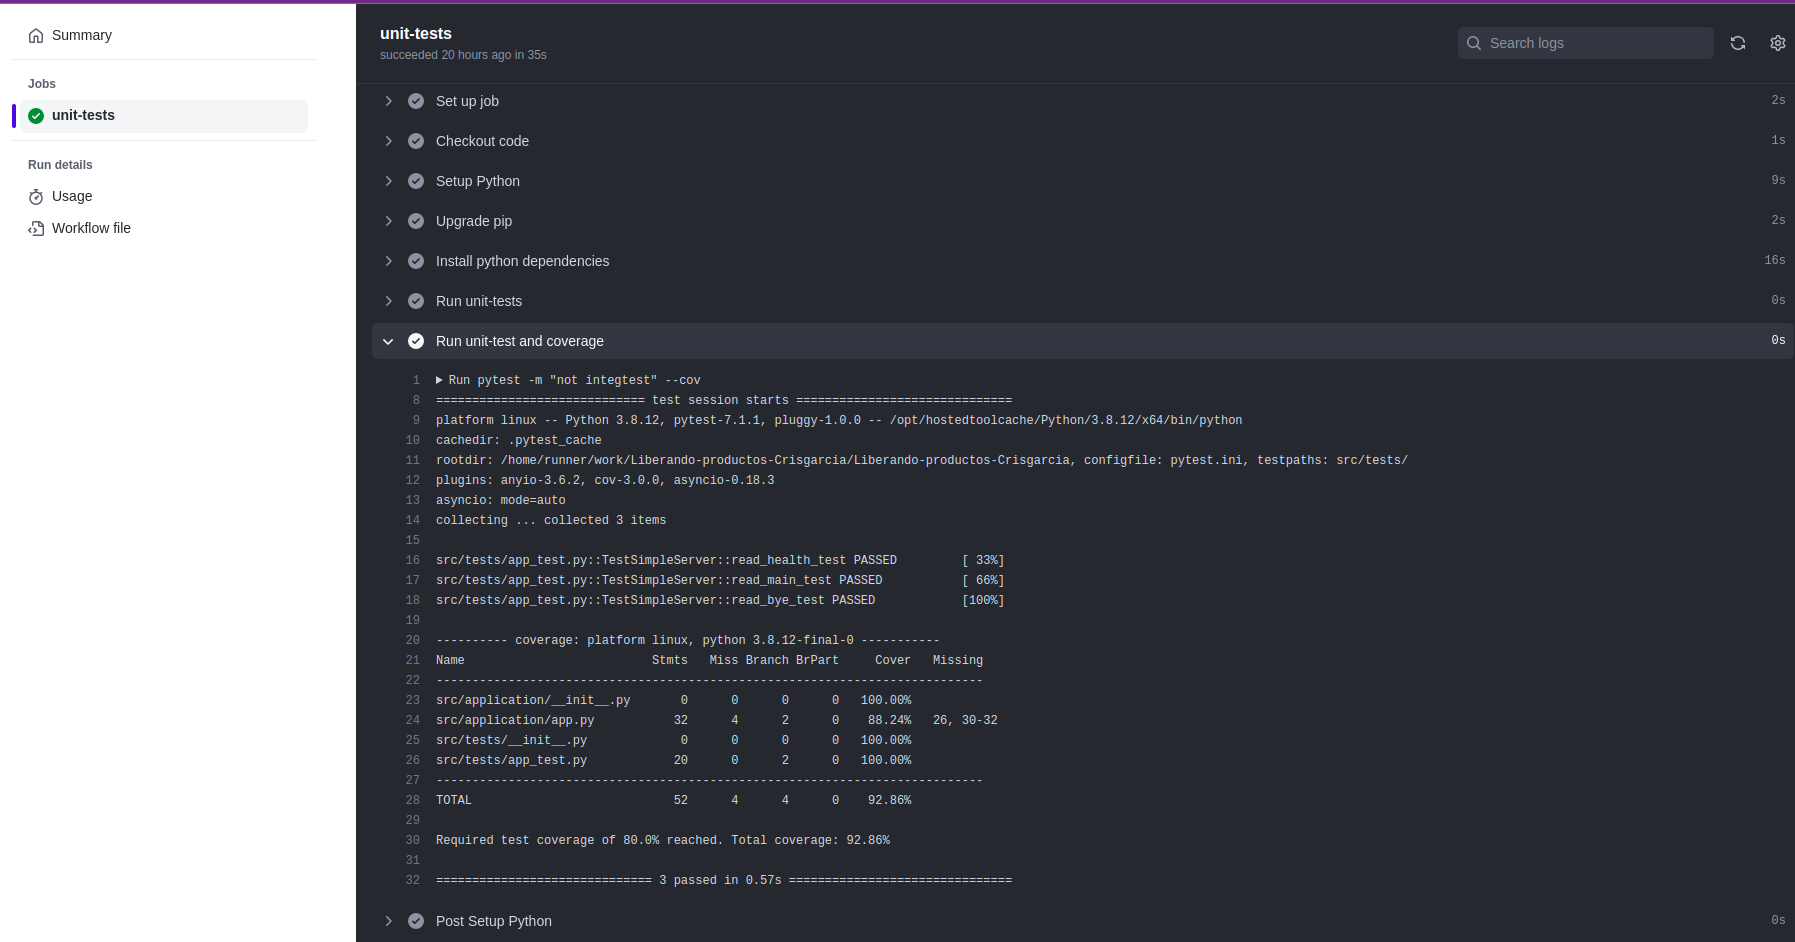 Summary
Jobs
unit-tests
Run details
Usage
Workflow file
unit-tests
succeeded 20 hours ago in 35s
Search logs
Set up job 2s
Checkout code 1s
Setup Python 9s
Upgrade pip 2s
Install python dependencies 16s
Run unit-tests 0s
Run unit-test and coverage 0s
1 Run pytest -m "not integtest" --cov
8 ============================= test session starts ==============================
9 platform linux -- Python 3.8.12, pytest-7.1.1, pluggy-1.0.0 -- /opt/hostedtoolcache/Python/3.8.12/x64/bin/python
10 cachedir: .pytest_cache
11 rootdir: /home/runner/work/Liberando-productos-Crisgarcia/Liberando-productos-Crisgarcia, configfile: pytest.ini, testpaths: src/tests/
12 plugins: anyio-3.6.2, cov-3.0.0, asyncio-0.18.3
13 asyncio: mode=auto
14 collecting ... collected 3 items
15
16 src/tests/app_test.py::TestSimpleServer::read_health_test PASSED         [ 33%]
17 src/tests/app_test.py::TestSimpleServer::read_main_test PASSED           [ 66%]
18 src/tests/app_test.py::TestSimpleServer::read_bye_test PASSED            [100%]
19
20 ---------- coverage: platform linux, python 3.8.12-final-0 -----------
21 Name                          Stmts   Miss Branch BrPart     Cover   Missing
22 ----------------------------------------------------------------------------
23 src/application/__init__.py       0      0      0      0   100.00%
24 src/application/app.py           32      4      2      0    88.24%   26, 30-32
25 src/tests/__init__.py             0      0      0      0   100.00%
26 src/tests/app_test.py            20      0      2      0   100.00%
27 ----------------------------------------------------------------------------
28 TOTAL                            52      4      4      0    92.86%
29
30 Required test coverage of 80.0% reached. Total coverage: 92.86%
31
32 ============================== 3 passed in 0.57s ===============================
Post Setup Python 0s